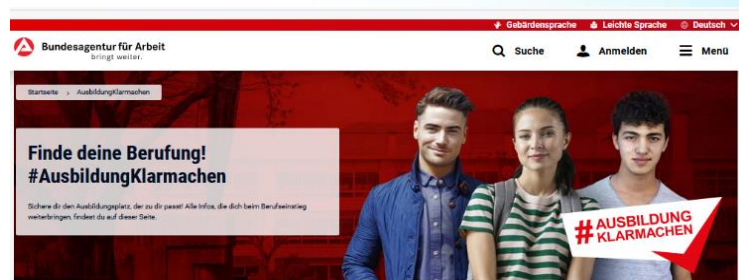 Gebärdensprache Leichte Sprache Deutsch
Bundesagentur für Arbeit
bringt weiter.
Suche Anmelden Menü
Startseite > AusbildungKlarmachen
Finde deine Berufung!
#AusbildungKlarmachen
Sichere dir den Ausbildungsplatz, der zu dir passt! Alle Infos, die dich beim Berufseinstieg
weiterbringen, findest du auf dieser Seite.
# AUSBILDUNG
KLARMACHEN